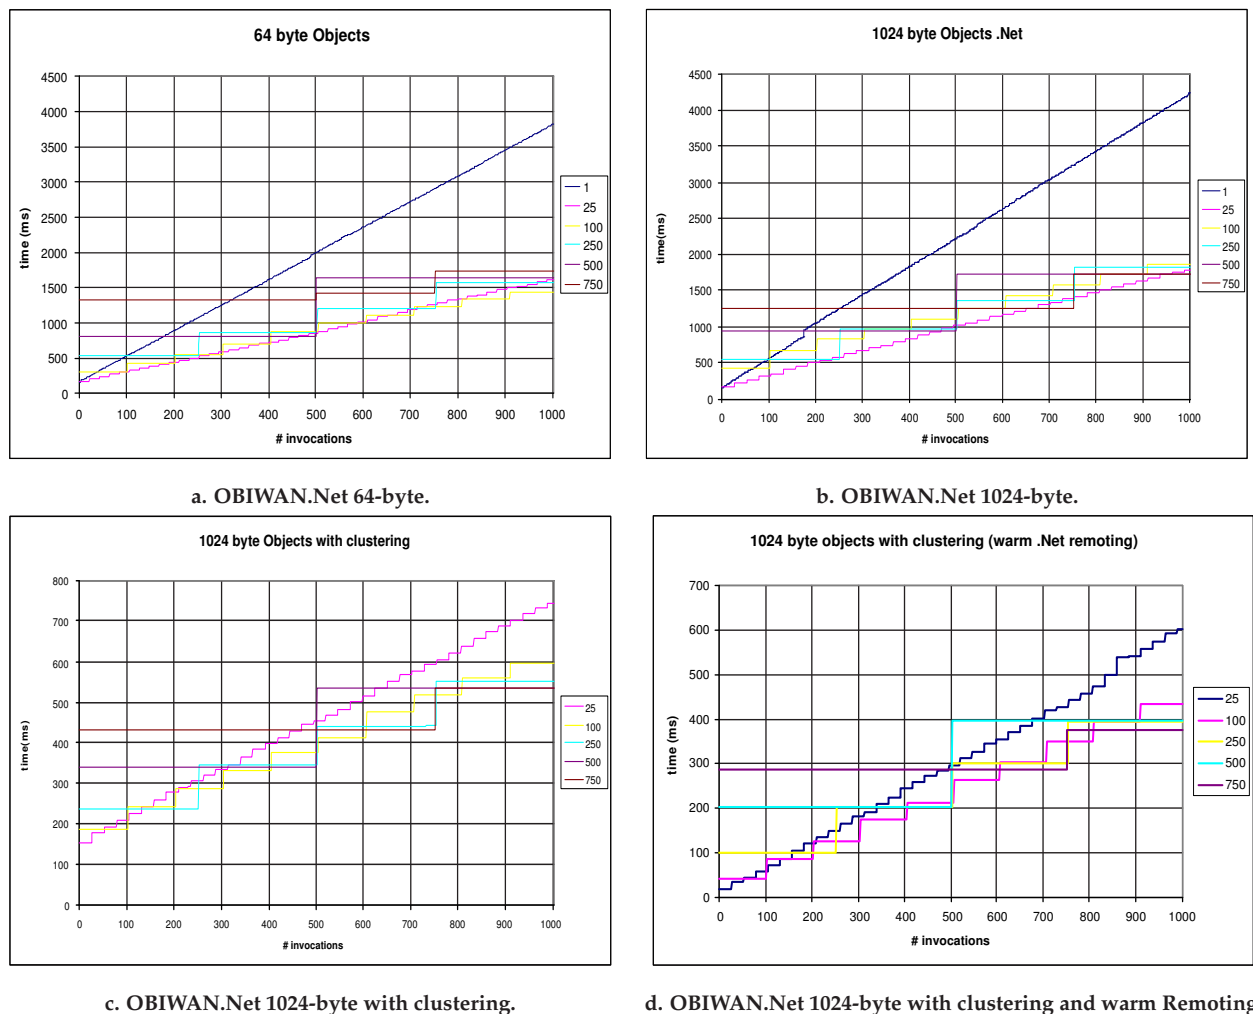 64 byte Objects
4500
4000
3500
3000
2500
2000
1500
1000
500
0
time (ms)
0 100 200 300 400 500 600 700 800 900 1000
# invocations
1
25
100
250
500
750
a. OBIWAN.Net 64-byte.
1024 byte Objects .Net
4500
4000
3500
3000
2500
2000
1500
1000
500
0
time(ms)
0 100 200 300 400 500 600 700 800 900 1000
# invocations
1
25
100
250
500
750
b. OBIWAN.Net 1024-byte.
1024 byte Objects with clustering
800
700
600
500
400
300
200
100
0
time(ms)
0 100 200 300 400 500 600 700 800 900 1000
# invocations
25
100
250
500
750
c. OBIWAN.Net 1024-byte with clustering.
1024 byte objects with clustering (warm .Net remoting)
700
600
500
400
300
200
100
0
time (ms)
0 100 200 300 400 500 600 700 800 900 1000
# invocations
25
100
250
500
750
d. OBIWAN.Net 1024-byte with clustering and warm Remoting